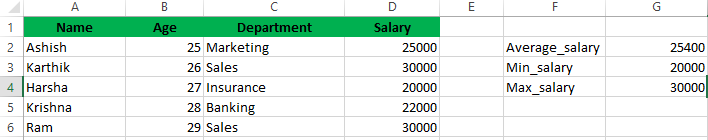 A B C D E F G
1 Name Age Department Salary
2 Ashish 25 Marketing 25000 Average_salary 25400
3 Karthik 26 Sales 30000 Min_salary 20000
4 Harsha 27 Insurance 20000 Max_salary 30000
5 Krishna 28 Banking 22000
6 Ram 29 Sales 30000